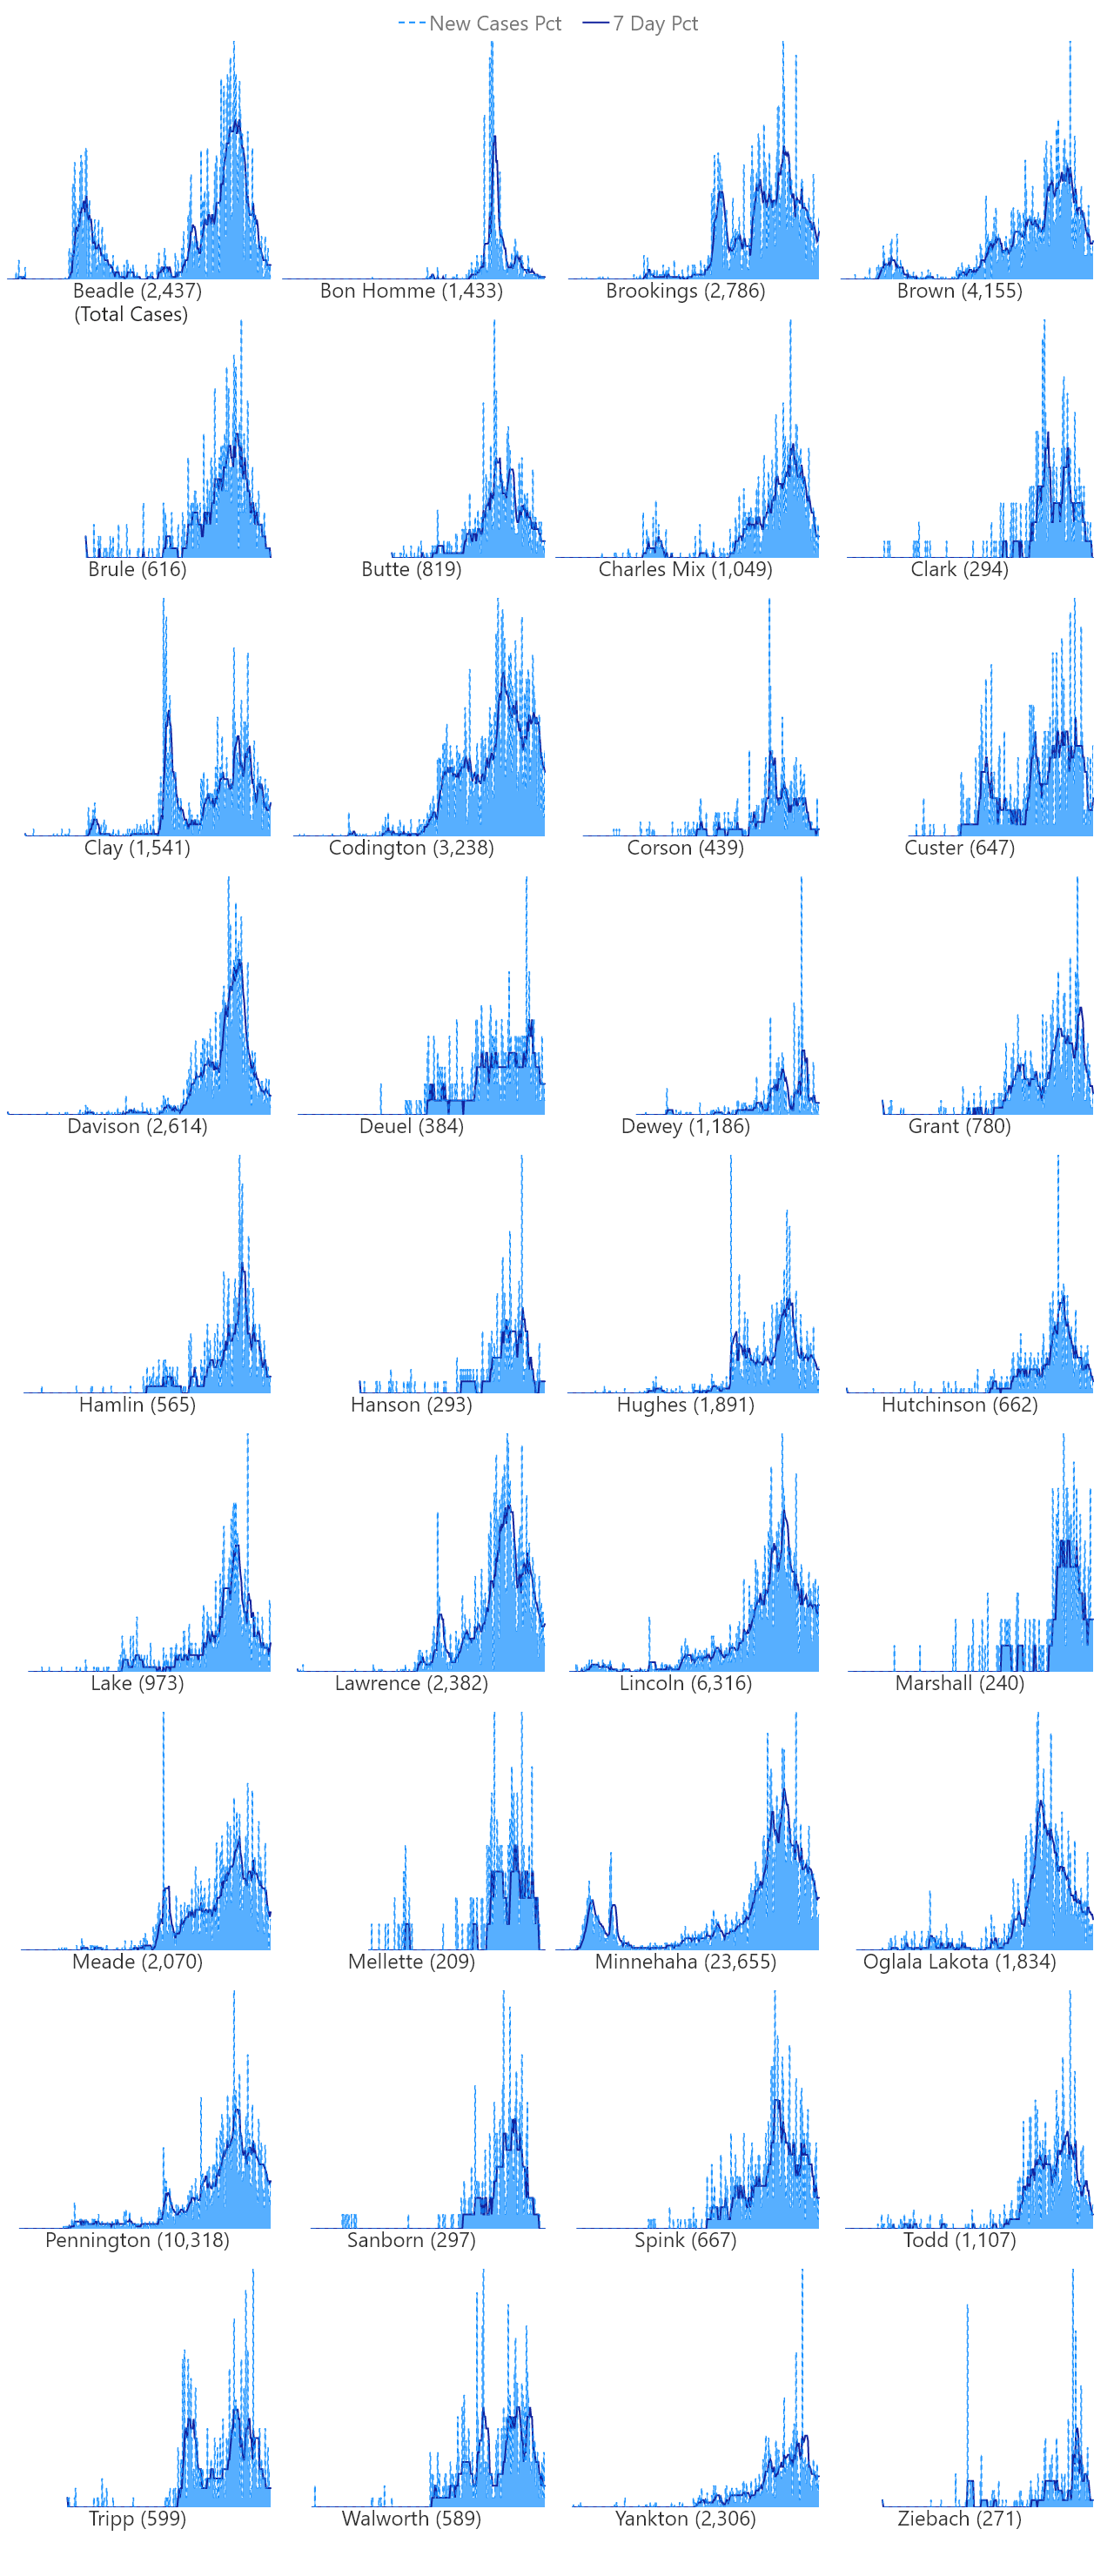 New Cases Pct 7 Day Pct
Beadle (2,437) Bon Homme (1,433) Brookings (2,786) Brown (4,155)
(Total Cases)
Brule (616) Butte (819) Charles Mix (1,049) Clark (294)
Clay (1,541) Codington (3,238) Corson (439) Custer (647)
Davison (2,614) Deuel (384) Dewey (1,186) Grant (780)
Hamlin (565) Hanson (293) Hughes (1,891) Hutchinson (662)
Lake (973) Lawrence (2,382) Lincoln (6,316) Marshall (240)
Meade (2,070) Mellette (209) Minnehaha (23,655) Oglala Lakota (1,834)
Pennington (10,318) Sanborn (297) Spink (667) Todd (1,107)
Tripp (599) Walworth (589) Yankton (2,306) Ziebach (271)